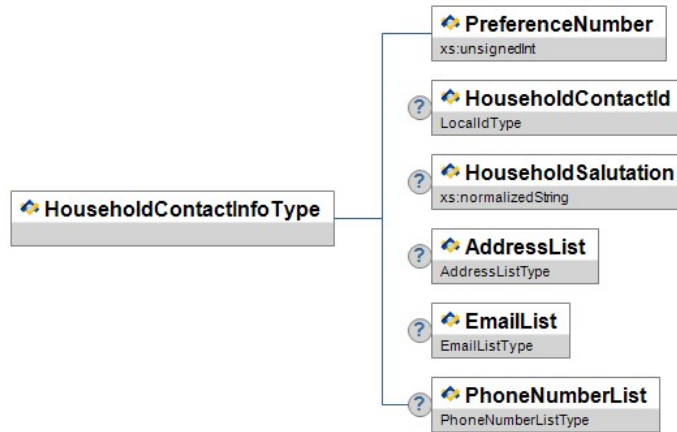 PreferenceNumber
xs:unsignedInt
?
HouseholdContactId
LocalIdType
?
HouseholdSalutation
xs:normalizedString
HouseholdContactInfoType
?
AddressList
AddressListType
?
EmailList
EmailListType
?
PhoneNumberList
PhoneNumberListType